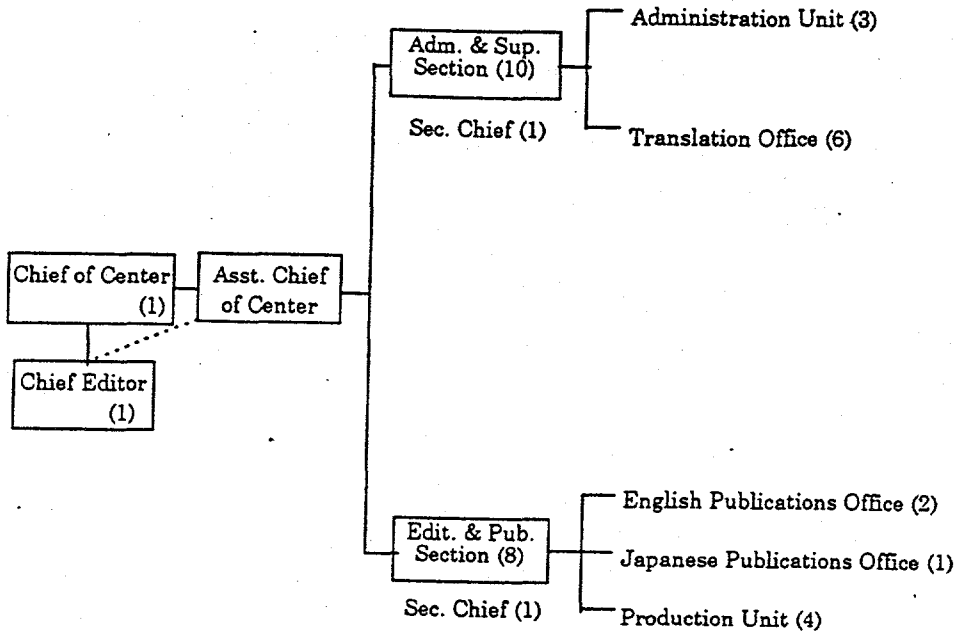 Administration Unit (3)
Adm. & Sup.
Section (10)
Sec. Chief (1)
Translation Office (6)
Chief of Center
(1)
Asst. Chief
of Center
Chief Editor
(1)
English Publications Office (2)
Edit. & Pub.
Section (8)
Japanese Publications Office (1)
Sec. Chief (1)
Production Unit (4)